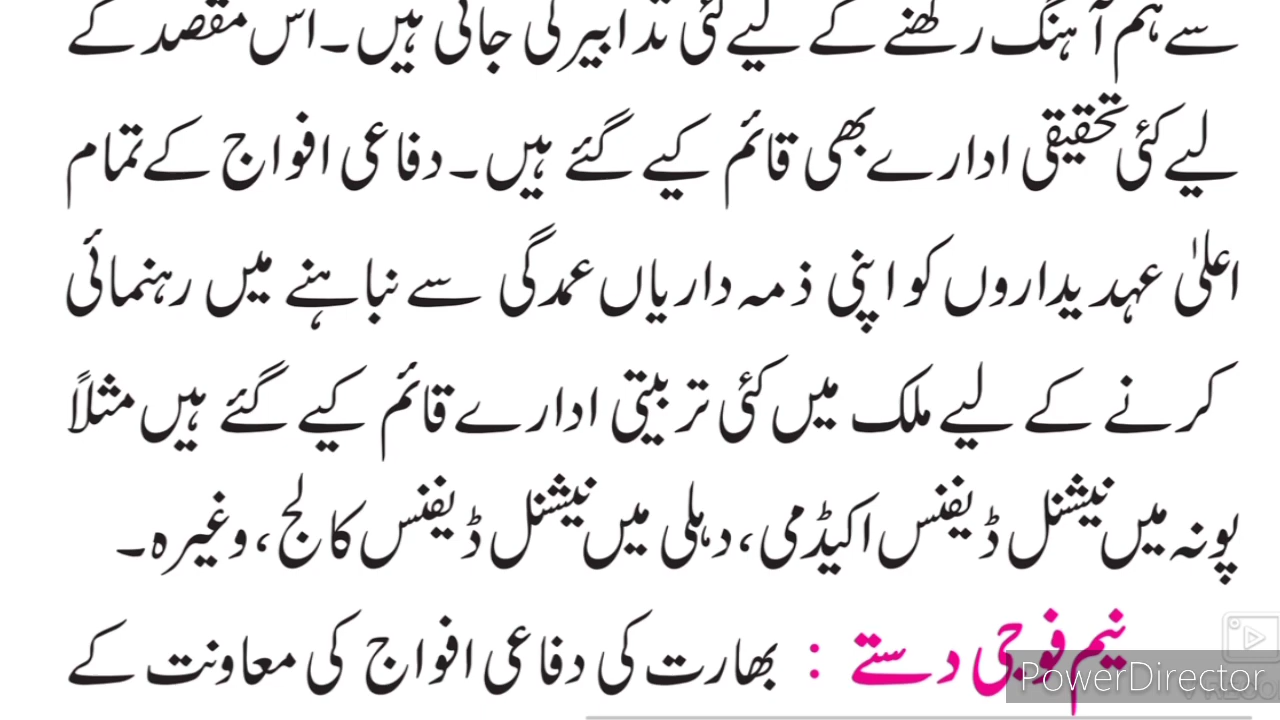 سے ہم آہنگ رکھنے کے لیے کئی تدابیر کی جاتی ہیں۔ اس مقصد کے
لیے کئی تحقیقی ادارے بھی قائم کیے گئے ہیں۔ دفاعی افواج کے تمام
اعلیٰ عہدیداروں کو اپنی ذمہ داریاں عمدگی سے نباہنے میں رہنمائی
کرنے کے لیے ملک میں کئی تربیتی ادارے قائم کیے گئے ہیں مثلاً
پونہ میں نیشنل ڈیفنس اکیڈمی، دہلی میں نیشنل ڈیفنس کالج، وغیرہ۔
نیم فوجی دستے : بھارت کی دفاعی افواج کی معاونت کے
PowerDirector